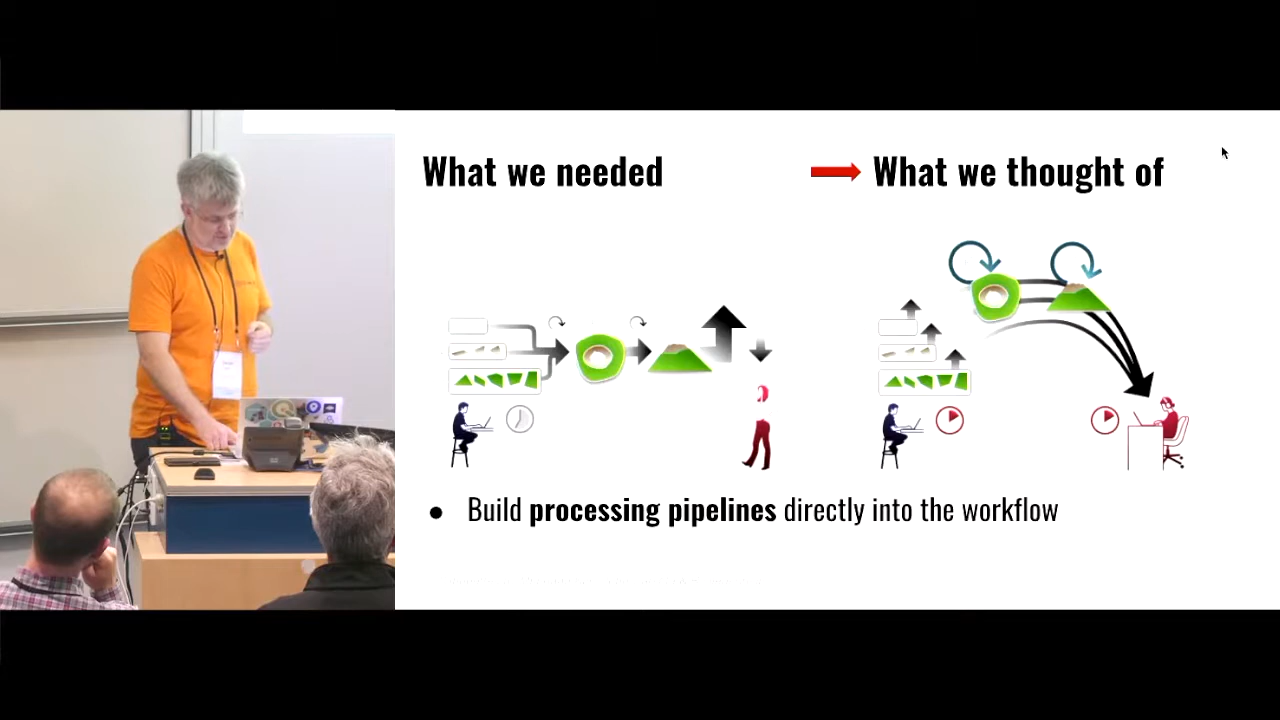 What we needed
What we thought of
● Build processing pipelines directly into the workflow